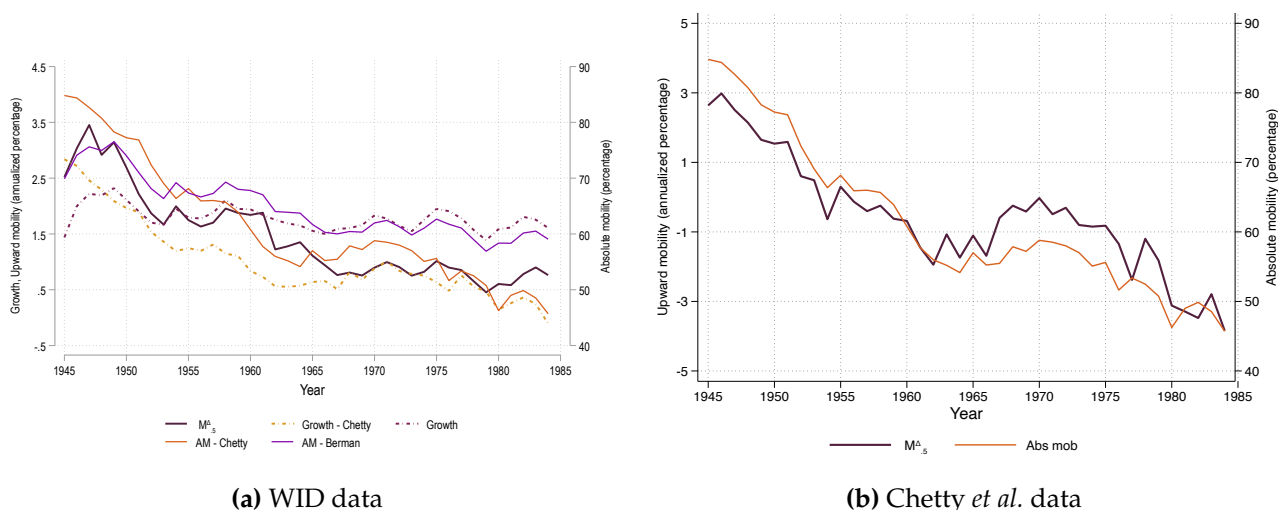 4.5
3.5
2.5
1.5
.5
-.5
Growth, Upward mobility (annualized percentage)
90
80
70
60
50
40
Absolute mobility (percentage)
1945 1950 1955 1960 1965 1970 1975 1980 1985
Year
M^Δ_.5 Growth - Chetty Growth
AM - Chetty AM - Berman
(a) WID data
5
3
1
-1
-3
-5
Upward mobility (annualized percentage)
90
80
70
60
50
40
Absolute mobility (percentage)
1945 1950 1955 1960 1965 1970 1975 1980 1985
Year
M^Δ_.5 Abs mob
(b) Chetty et al. data